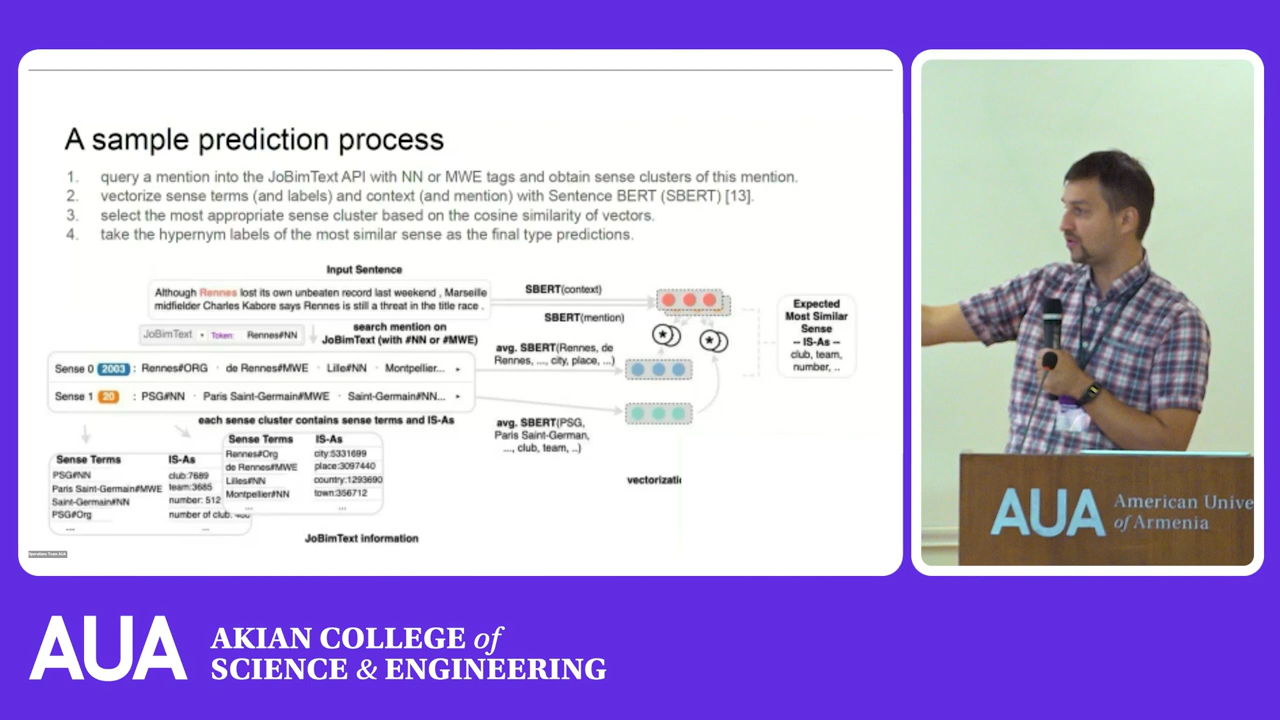 A sample prediction process
1. query a mention into the JoBimText API with NN or MWE tags and obtain sense clusters of this mention.
2. vectorize sense terms (and labels) and context (and mention) with Sentence BERT (SBERT) [13].
3. select the most appropriate sense cluster based on the cosine similarity of vectors.
4. take the hypernym labels of the most similar sense as the final type predictions.
Input Sentence
Although Rennes lost its own unbeaten record last weekend , Marseille
midfielder Charles Kabore says Rennes is still a threat in the title race .
JoBimText Token: Rennes#NN
search mention on
JoBimText (with #NN or #MWE)
Sense 0 2003 : Rennes#ORG · de Rennes#MWE · Lille#NN · Montpellier...
Sense 1 20 : PSG#NN · Paris Saint-Germain#MWE · Saint-Germain#NN...
each sense cluster contains sense terms and IS-As
Sense Terms IS-As
PSG#NN club:7689
Paris Saint-Germain#MWE team:3685
Saint-Germain#NN number: 512
PSG#Org number of club:
... ...
Sense Terms IS-As
Rennes#Org city:5331699
de Rennes#MWE place:3097440
Lilles#NN country:1293690
Montpellier#NN town:356712
... ...
JoBimText information
SBERT(context)
SBERT(mention)
avg. SBERT(Rennes, de
Rennes, ..., city, place, ...)
avg. SBERT(PSG,
Paris Saint-German,
...., club, team, ..)
vectorizati
Expected
Most Similar
Sense
-- IS-As --
club, team,
number, ..
Operations Team AUA
AUA American Unive
of Armenia
AUA AKIAN COLLEGE of
SCIENCE & ENGINEERING